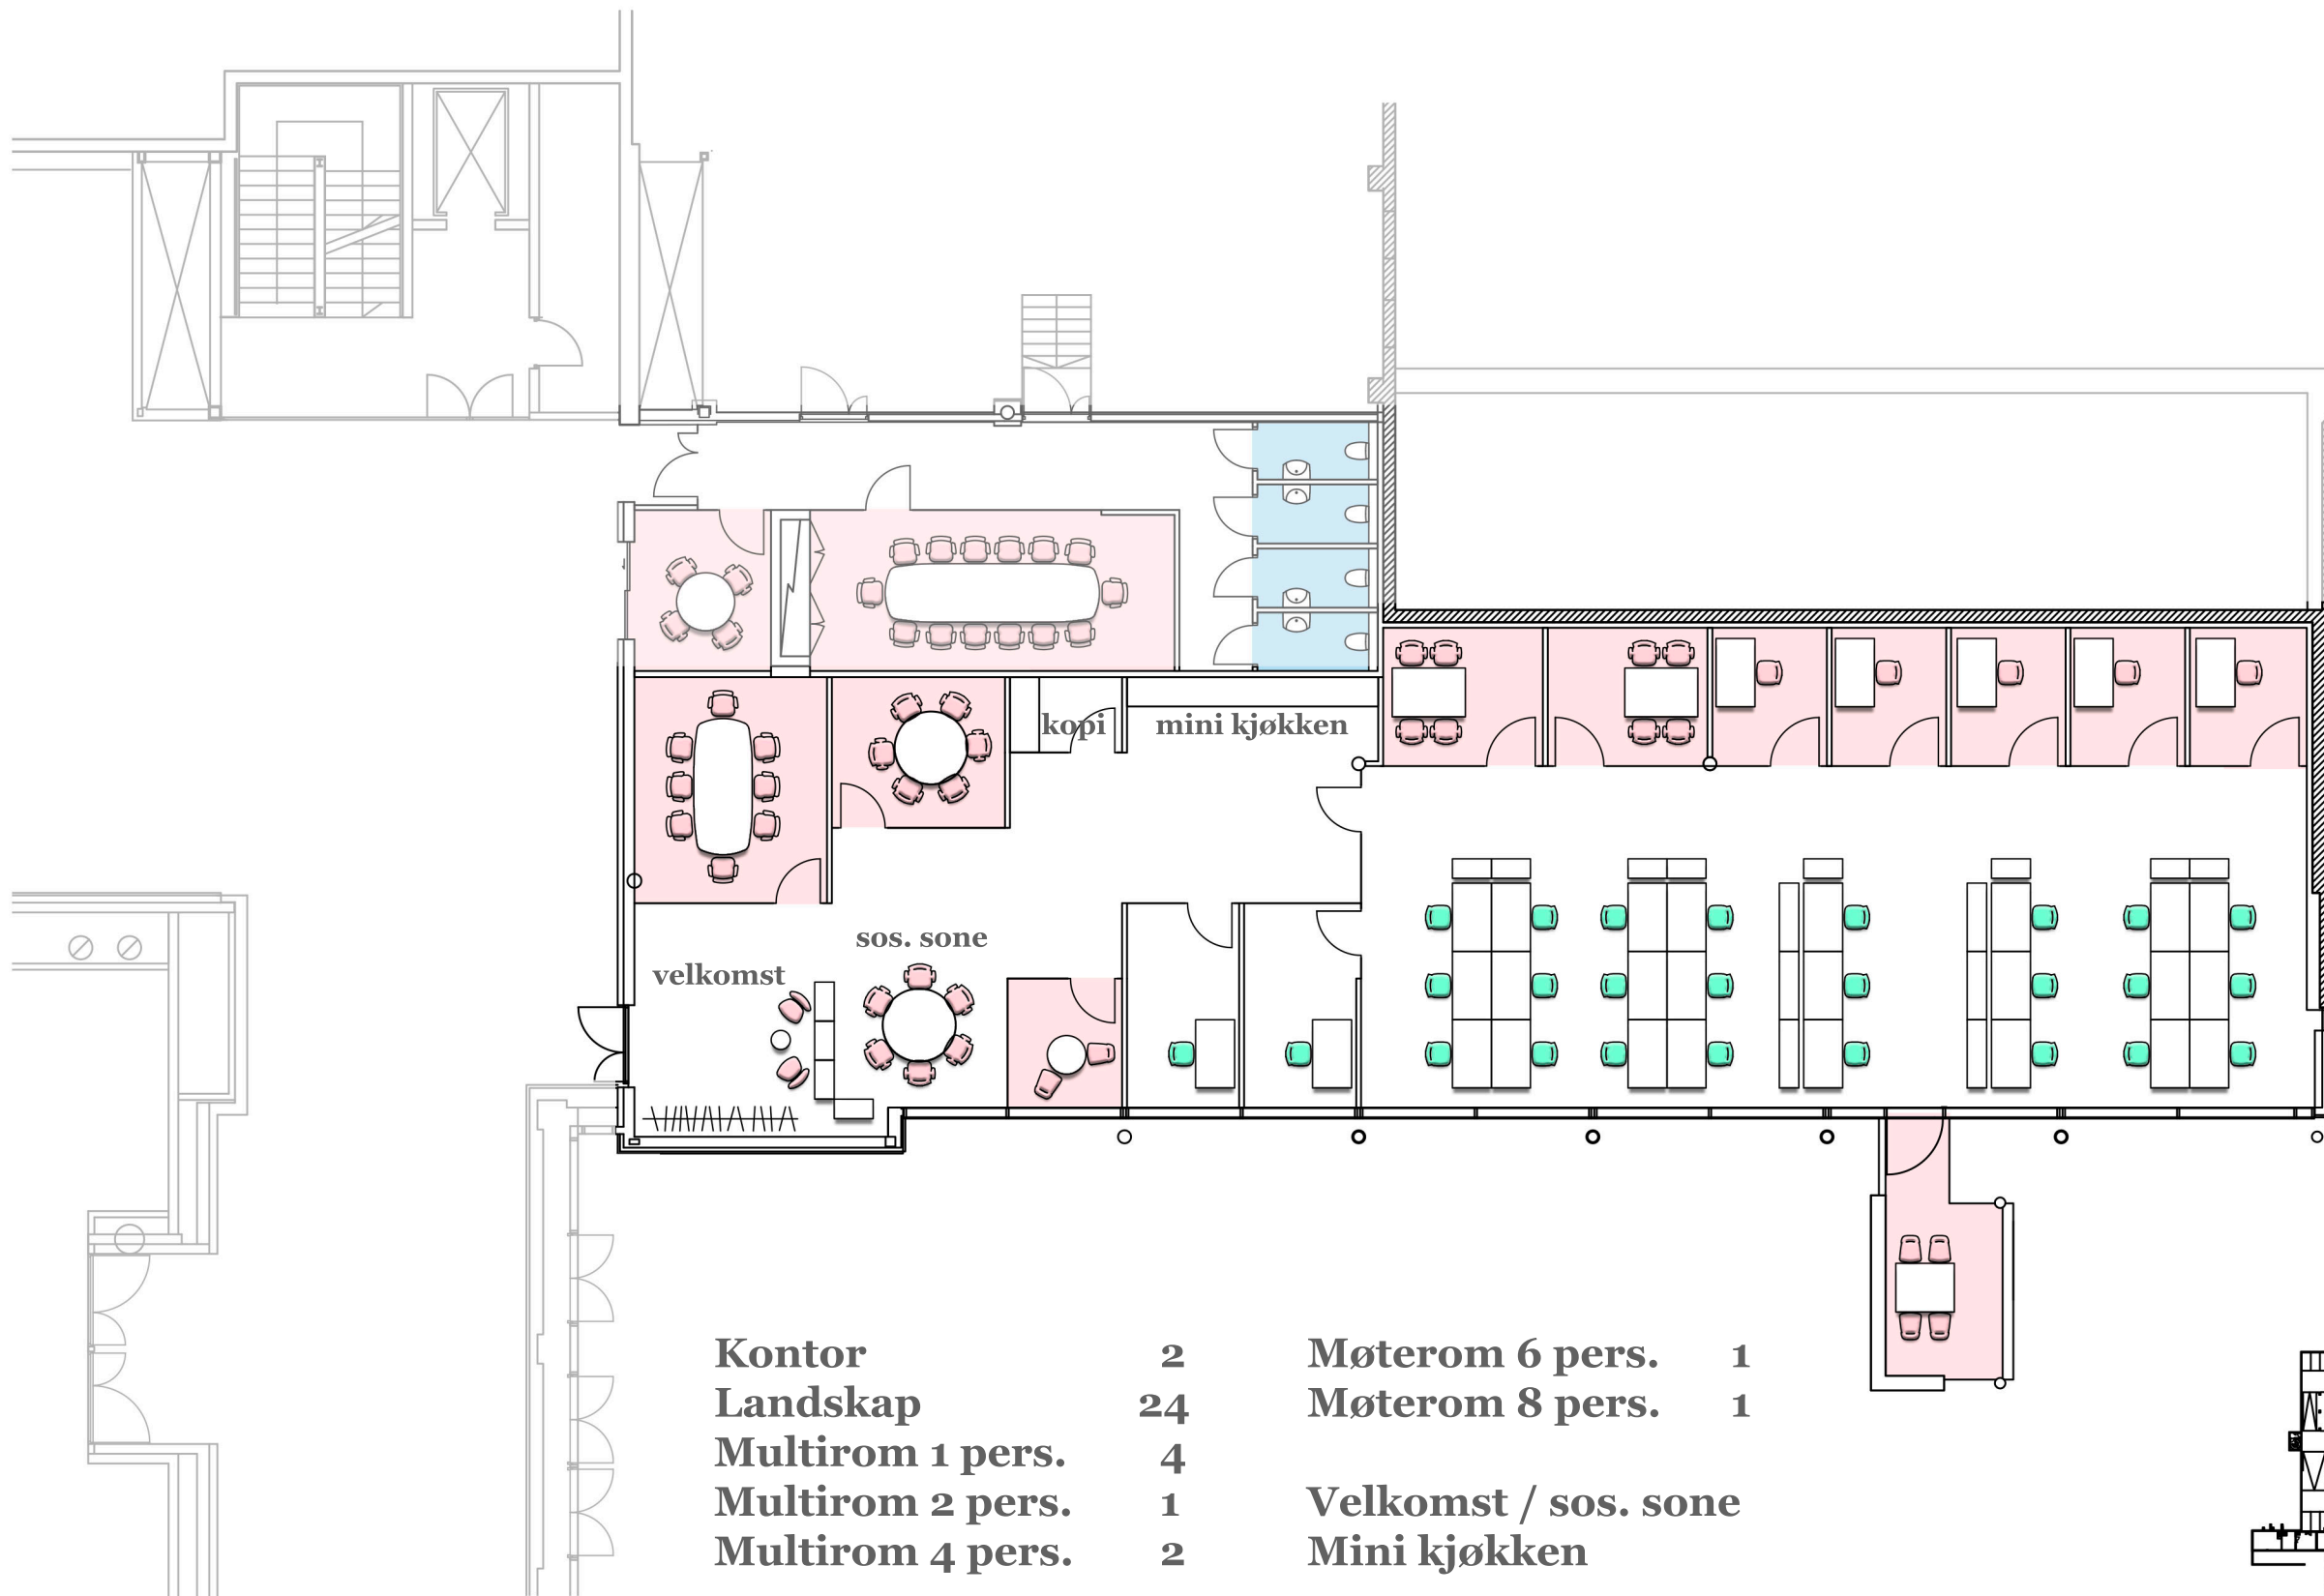 kopi
mini kjøkken
sos. sone
velkomst
Kontor 2
Landskap 24
Multirom 1 pers. 4
Multirom 2 pers. 1
Multirom 4 pers. 2
Møterom 6 pers. 1
Møterom 8 pers. 1
Velkomst / sos. sone
Mini kjøkken